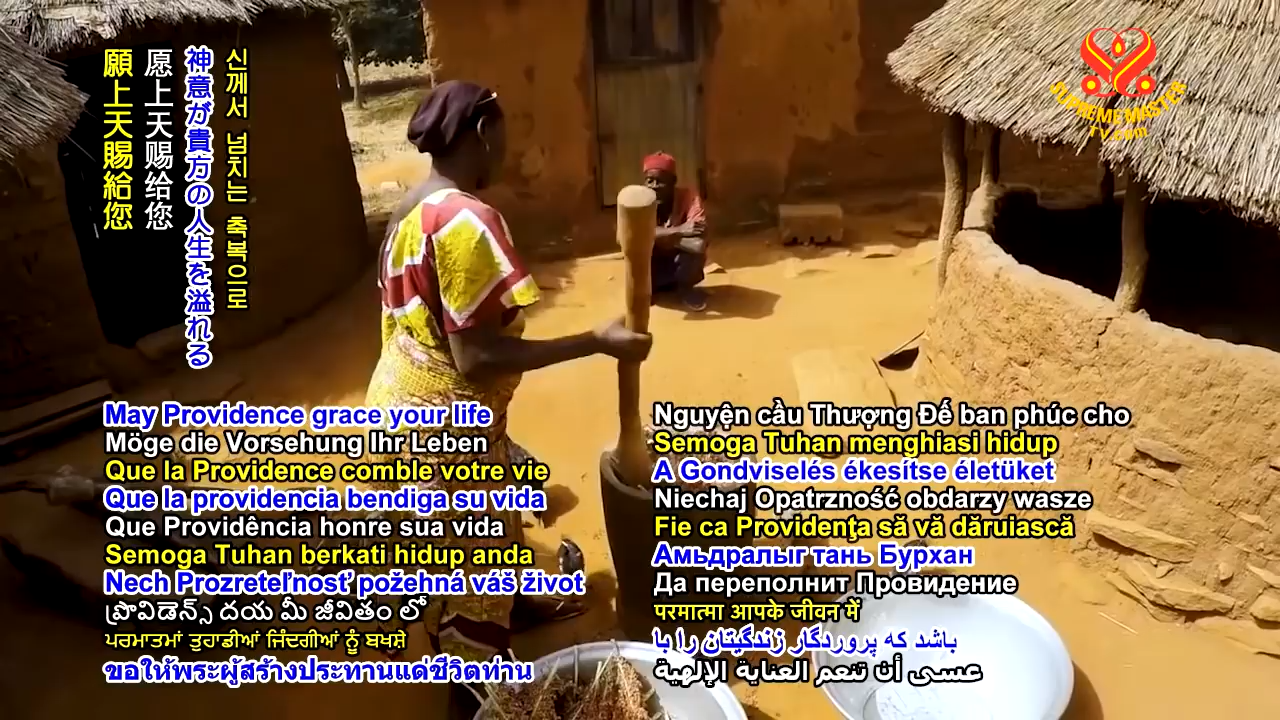 願上天賜給您
愿上天赐给您
神意が貴方の人生を溢れる
신께서 넘치는 축복으로
SUPREME MASTER
TV.com
May Providence grace your life
Möge die Vorsehung Ihr Leben
Que la Providence comble votre vie
Que la providencia bendiga su vida
Que Providência honre sua vida
Semoga Tuhan berkati hidup anda
Nech Prozreteľnosť požehná váš život
ప్రొవిడెన్స్ దయ మీ జీవితం లో
ਪਰਮਾਤਮਾਂ ਤੁਹਾਡੀਆਂ ਜਿੰਦਗੀਆਂ ਨੂੰ ਬਖਸ਼ੇ
ขอให้พระผู้สร้างประทานแด่ชีวิตท่าน
Nguyện cầu Thượng Đế ban phúc cho
Semoga Tuhan menghiasi hidup
A Gondviselés ékesítse életüket
Niechaj Opatrzność obdarzy wasze
Fie ca Providenţa să vă dăruiască
Амьдралыг тань Бурхан
Да переполнит Провидение
परमात्मा आपके जीवन में
باشد که پروردگار زندگیتان را با
عسى أن تنعم العناية الإلهية